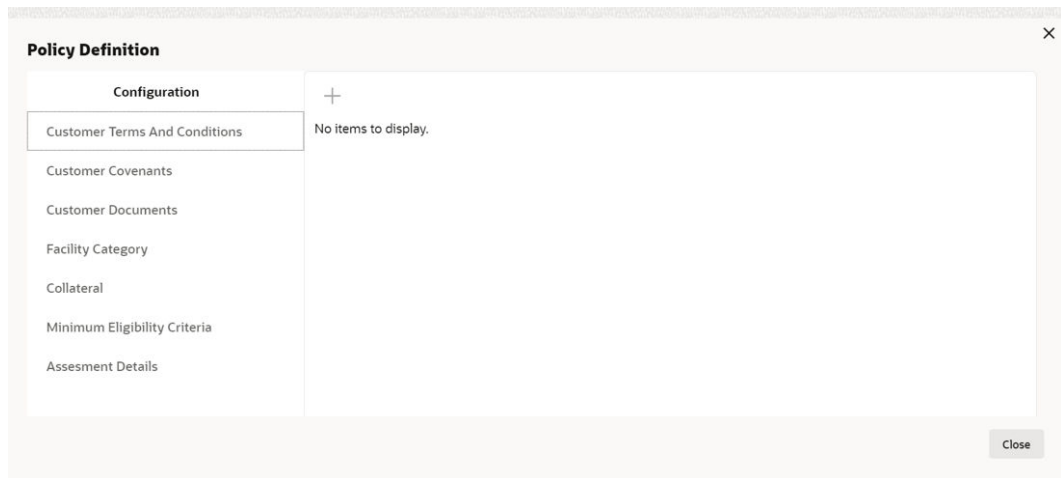 Policy Definition
Configuration
Customer Terms And Conditions
No items to display.
Customer Covenants
Customer Documents
Facility Category
Collateral
Minimum Eligibility Criteria
Assesment Details
Close